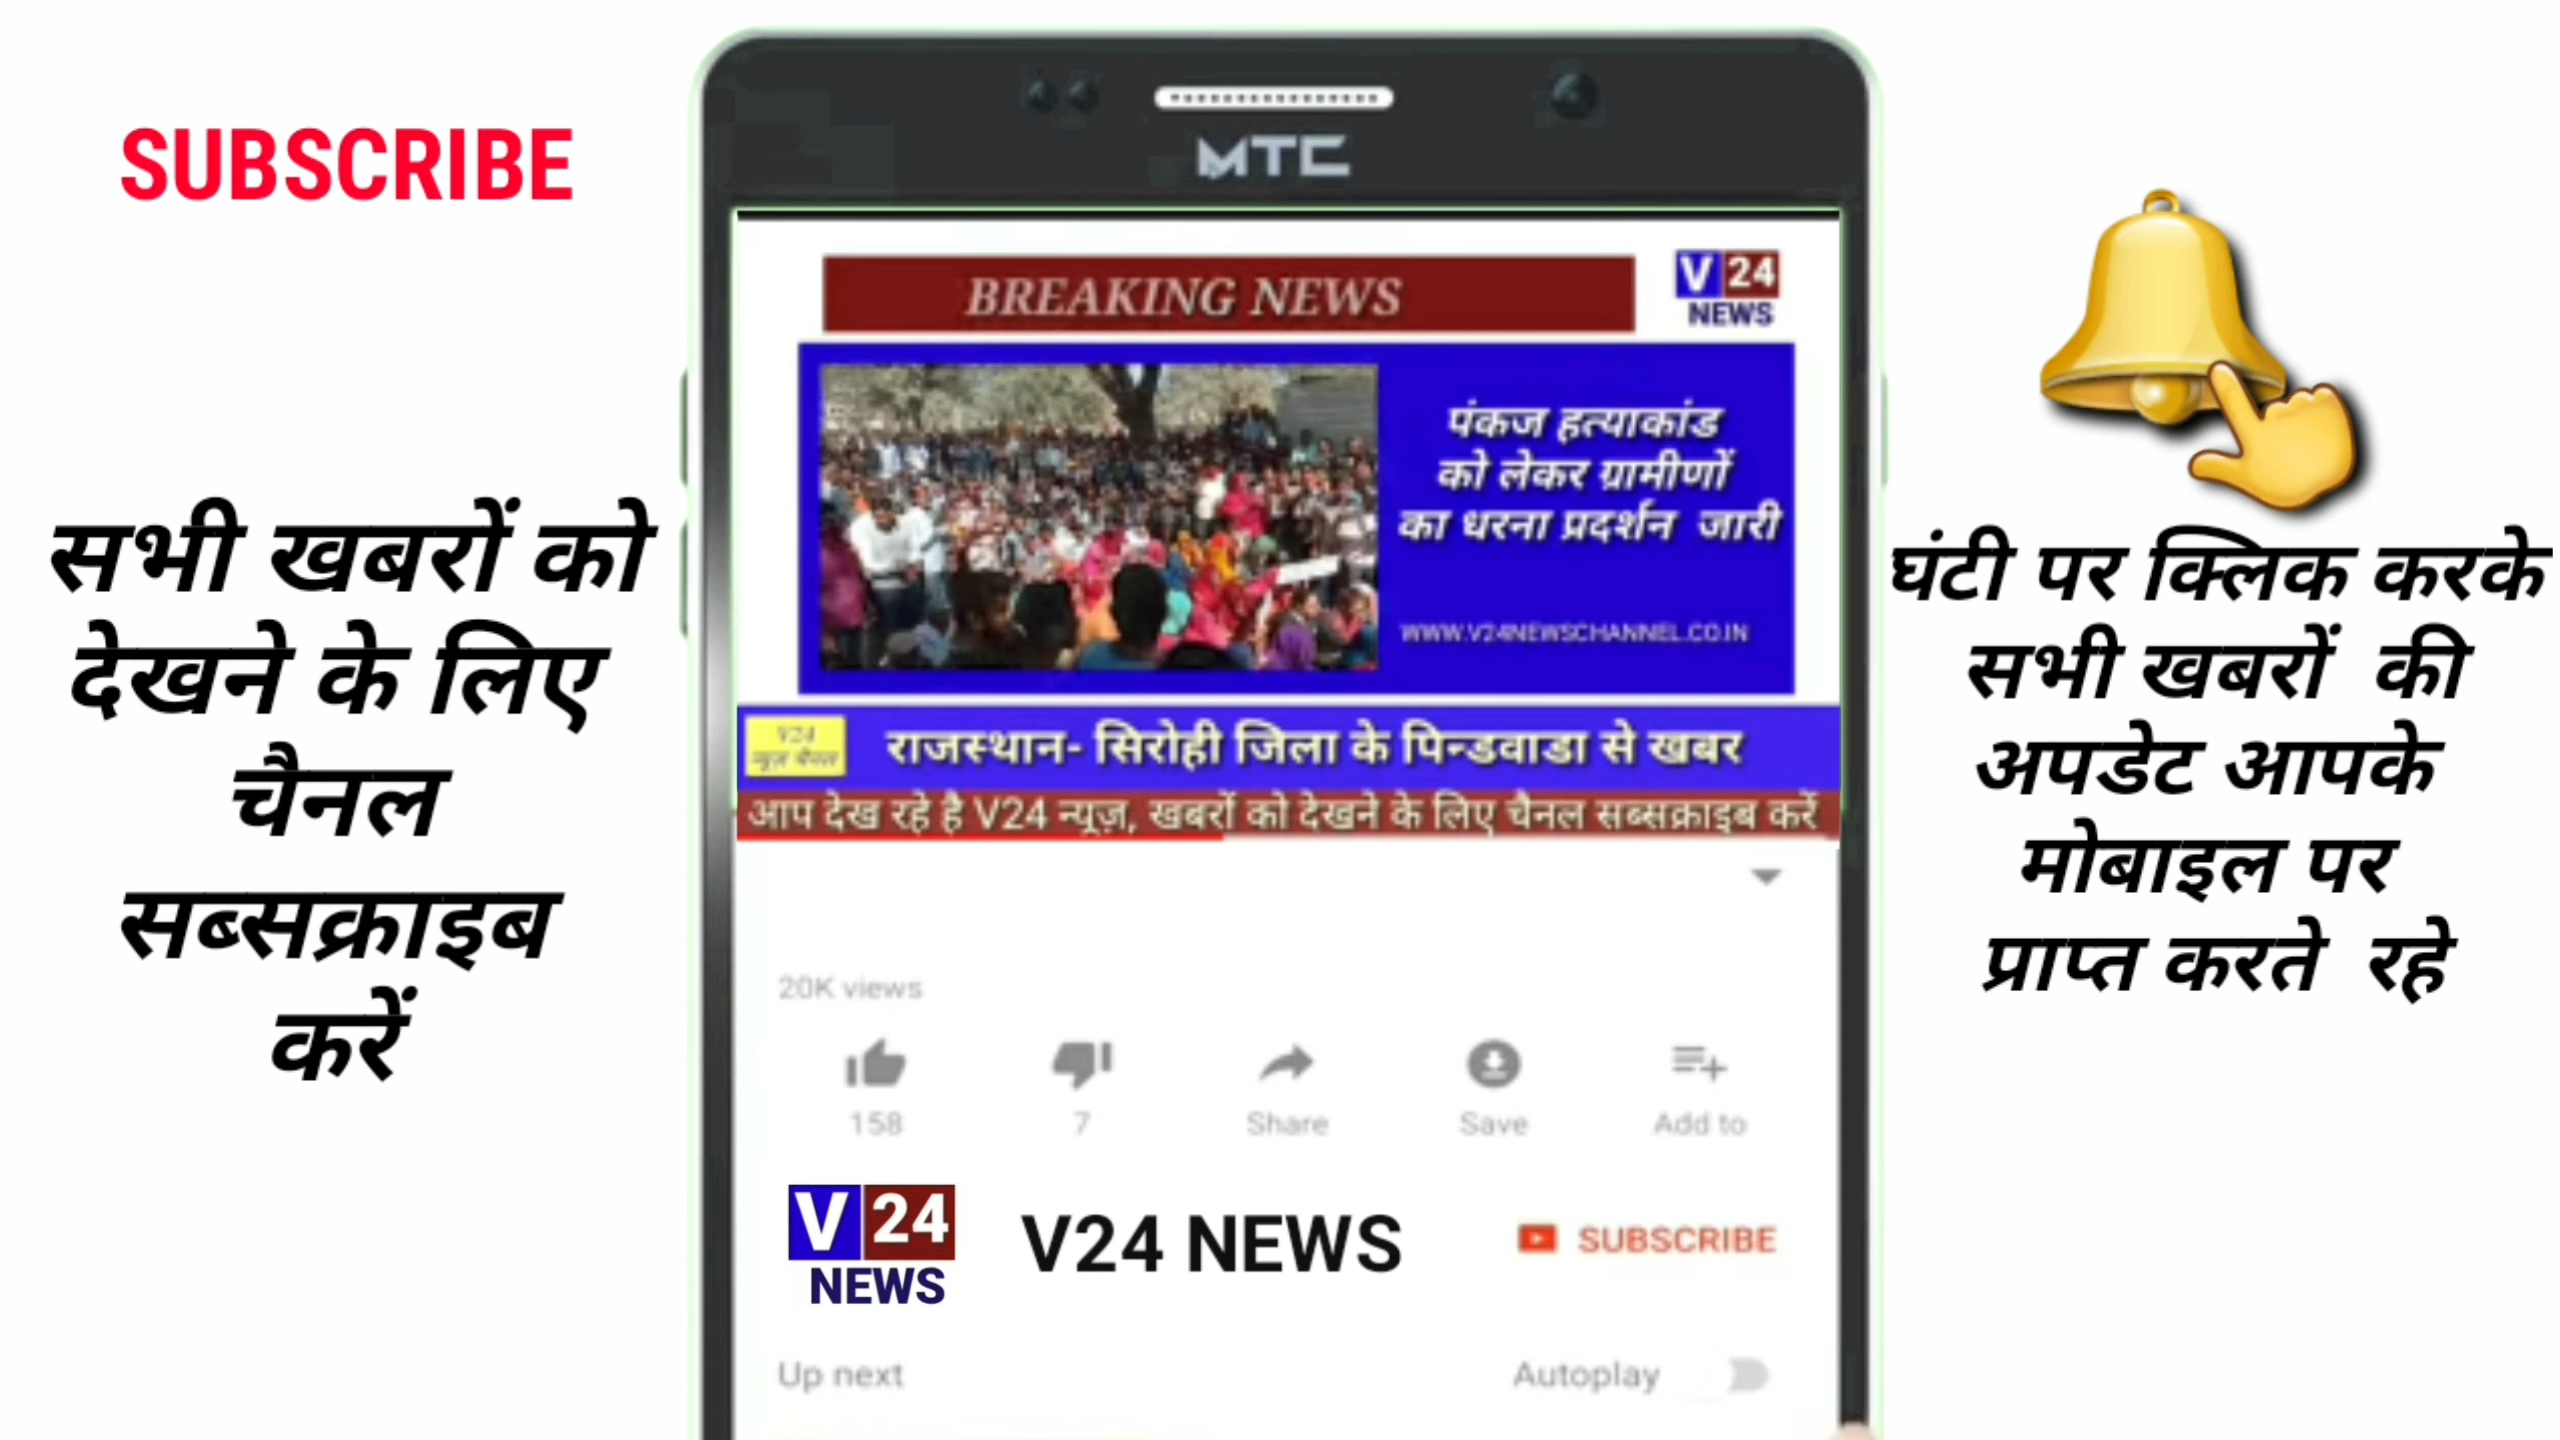 SUBSCRIBE
सभी खबरों को
देखने के लिए
चैनल
सब्सक्राइब
करें
MTC
BREAKING NEWS
V 24
NEWS
पंकज हत्याकांड
को लेकर ग्रामीणों
का धरना प्रदर्शन जारी
WWW.V24NEWSCHANNEL.CO.IN
V24
न्यूज़ चैनल
राजस्थान- सिरोही जिला के पिन्डवाडा से खबर
आप देख रहे है V24 न्यूज़, खबरों को देखने के लिए चैनल सब्सक्राइब करें
20K views
158
7
Share
Save
Add to
V 24
NEWS
V24 NEWS
SUBSCRIBE
Up next
Autoplay
घंटी पर क्लिक करके
सभी खबरों की
अपडेट आपके
मोबाइल पर
प्राप्त करते रहे